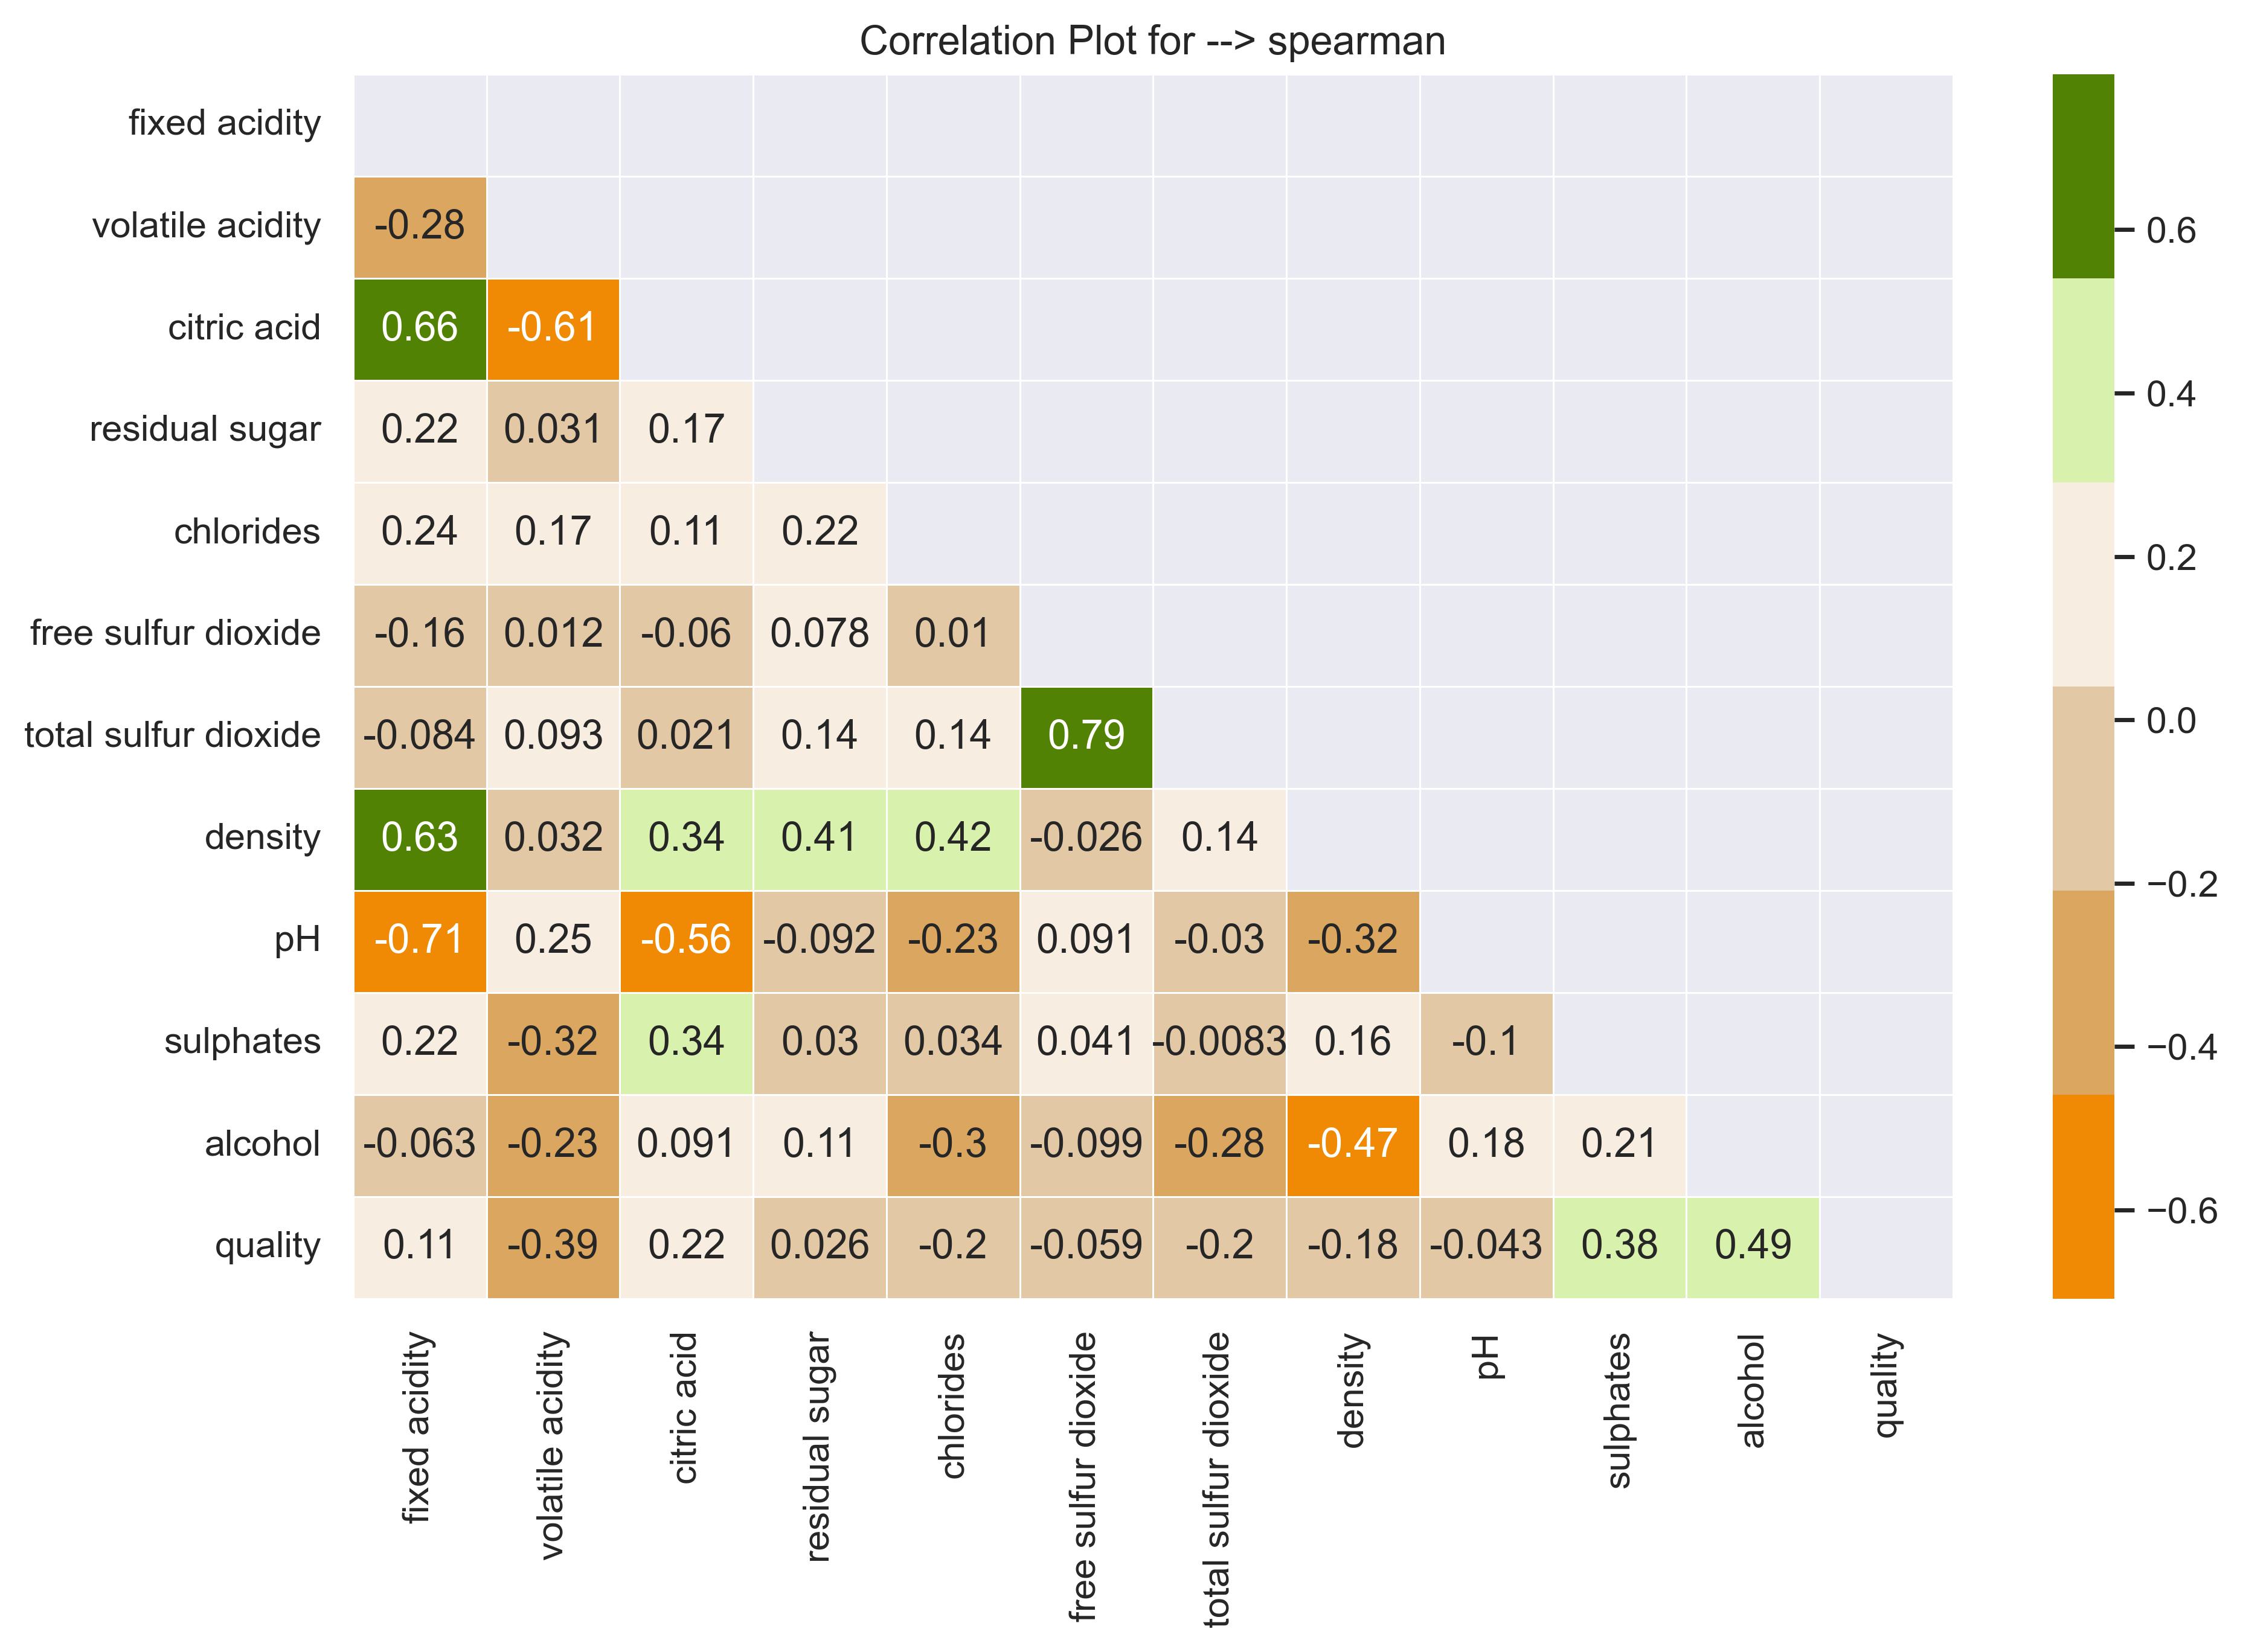 Correlation Plot for --> spearman
fixed acidity
volatile acidity -0.28
citric acid 0.66 -0.61
residual sugar 0.22 0.031 0.17
chlorides 0.24 0.17 0.11 0.22
free sulfur dioxide -0.16 0.012 -0.06 0.078 0.01
total sulfur dioxide -0.084 0.093 0.021 0.14 0.14 0.79
density 0.63 0.032 0.34 0.41 0.42 -0.026 0.14
pH -0.71 0.25 -0.56 -0.092 -0.23 0.091 -0.03 -0.32
sulphates 0.22 -0.32 0.34 0.03 0.034 0.041 -0.0083 0.16 -0.1
alcohol -0.063 -0.23 0.091 0.11 -0.3 -0.099 -0.28 -0.47 0.18 0.21
quality 0.11 -0.39 0.22 0.026 -0.2 -0.059 -0.2 -0.18 -0.043 0.38 0.49
fixed acidity
volatile acidity
citric acid
residual sugar
chlorides
free sulfur dioxide
total sulfur dioxide
density
pH
sulphates
alcohol
quality
0.6
0.4
0.2
0.0
−0.2
−0.4
−0.6